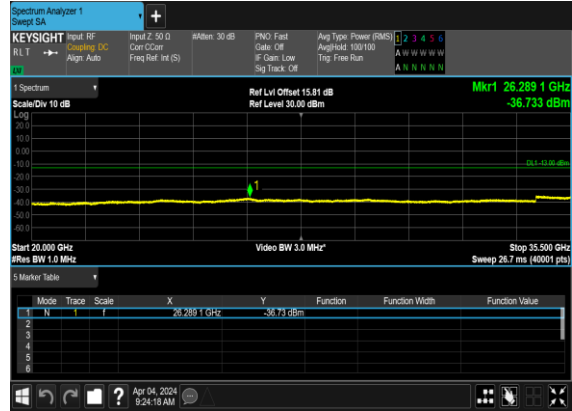 Spectrum Analyzer 1
Swept SA
+
KEYSIGHT Input: RF Input Z: 50 Ω #Atten: 30 dB PNO: Fast Avg Type: Power (RMS) 1 2 3 4 5 6
RLT Coupling: DC Corr CCorr Gate: Off Avg|Hold: 100/100 A W W W W W
Align: Auto Freq Ref: Int (S) IF Gain: Low Trig: Free Run
LW Sig Track: Off A N N N N N
1 Spectrum Ref Lvl Offset 15.81 dB Mkr1 26.289 1 GHz
Scale/Div 10 dB Ref Level 30.00 dBm -36.733 dBm
Log
20.0
10.0
0.00
-10.0 DL1 -13.00 dBm
-20.0
-30.0 1
-40.0
-50.0
-60.0
Start 20.000 GHz Video BW 3.0 MHz* Stop 35.500 GHz
#Res BW 1.0 MHz Sweep 26.7 ms (40001 pts)
5 Marker Table
Mode Trace Scale X Y Function Function Width Function Value
1 N 1 f 26.289 1 GHz -36.73 dBm
2
3
4
5
6
? Apr 04, 2024
9:24:18 AM